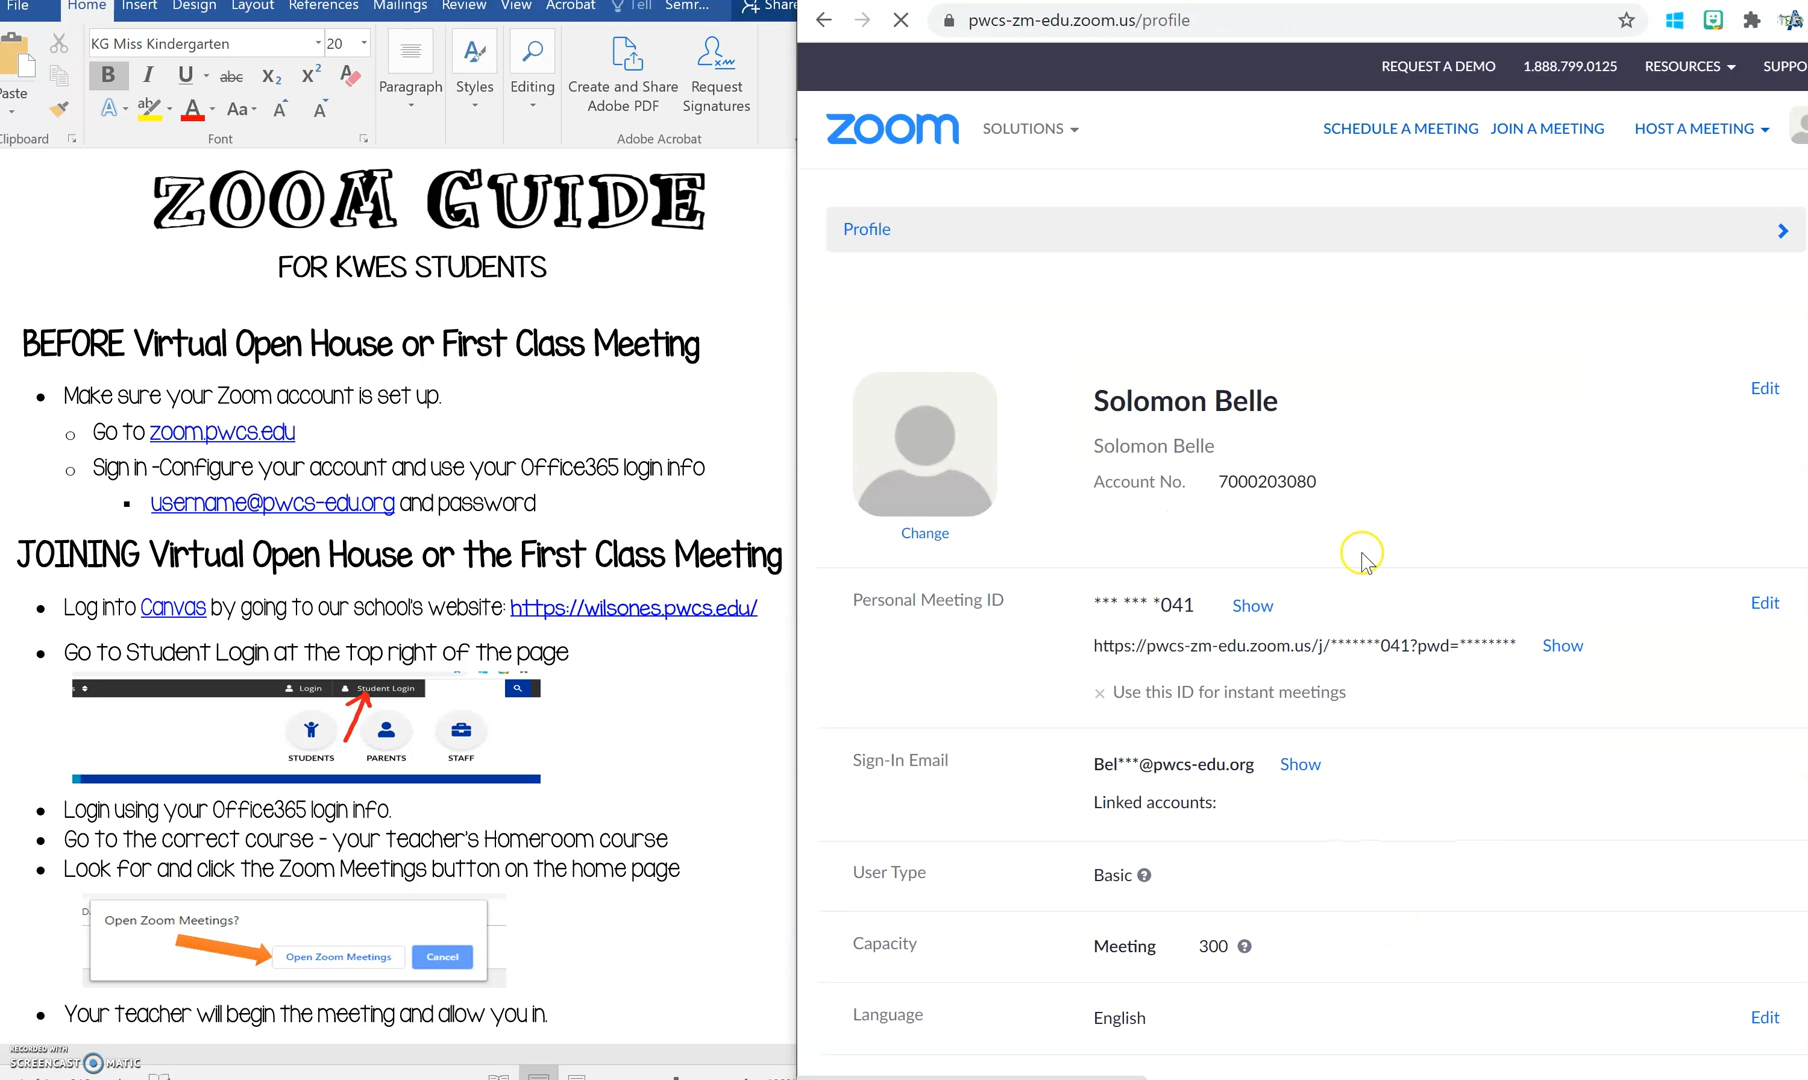 File Home Insert Design Layout References Mailings Review View Acrobat Tell Semr... Share
KG Miss Kindergarten 20
Paste
B I U abc X2 X2
Aa
Paragraph Styles Editing Create and Share Adobe PDF Request Signatures
Clipboard Font Adobe Acrobat
ZOOM GUIDE
FOR KWES STUDENTS
BEFORE Virtual Open House or First Class Meeting
• Make sure your Zoom account is set up.
o Go to zoom.pwcs.edu
o Sign in -Configure your account and use your Office365 login info
▪ username@pwcs-edu.org and password
JOINING Virtual Open House or the First Class Meeting
• Log into Canvas by going to our school's website: https://wilsones.pwcs.edu/
• Go to Student Login at the top right of the page
Login Student Login
STUDENTS PARENTS STAFF
• Login using your Office365 login info.
• Go to the correct course - your teacher's Homeroom course
• Look for and click the Zoom Meetings button on the home page
Open Zoom Meetings?
Open Zoom Meetings Cancel
• Your teacher will begin the meeting and allow you in.
RECORDED WITH
SCREENCAST MATIC
pwcs-zm-edu.zoom.us/profile
REQUEST A DEMO 1.888.799.0125 RESOURCES SUPPO
zoom SOLUTIONS SCHEDULE A MEETING JOIN A MEETING HOST A MEETING
Profile
Solomon Belle Edit
Solomon Belle
Account No. 7000203080
Change
Personal Meeting ID *** *** *041 Show Edit
https://pwcs-zm-edu.zoom.us/j/*******041?pwd=******** Show
× Use this ID for instant meetings
Sign-In Email Bel***@pwcs-edu.org Show
Linked accounts:
User Type Basic
Capacity Meeting 300
Language English Edit